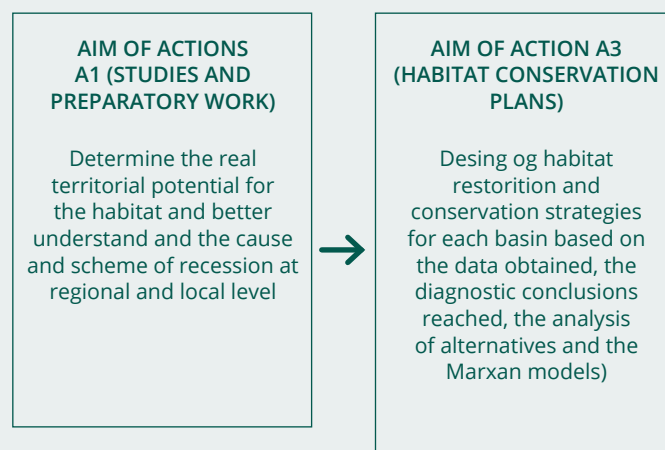 AIM OF ACTIONS
A1 (STUDIES AND
PREPARATORY WORK)
Determine the real
territorial potential for
the habitat and better
understand and the cause
and scheme of recession at
regional and local level
AIM OF ACTION A3
(HABITAT CONSERVATION
PLANS)
Desing og habitat
restorition and
conservation strategies
for each basin based on
the data obtained, the
diagnostic conclusions
reached, the analysis
of alternatives and the
Marxan models)